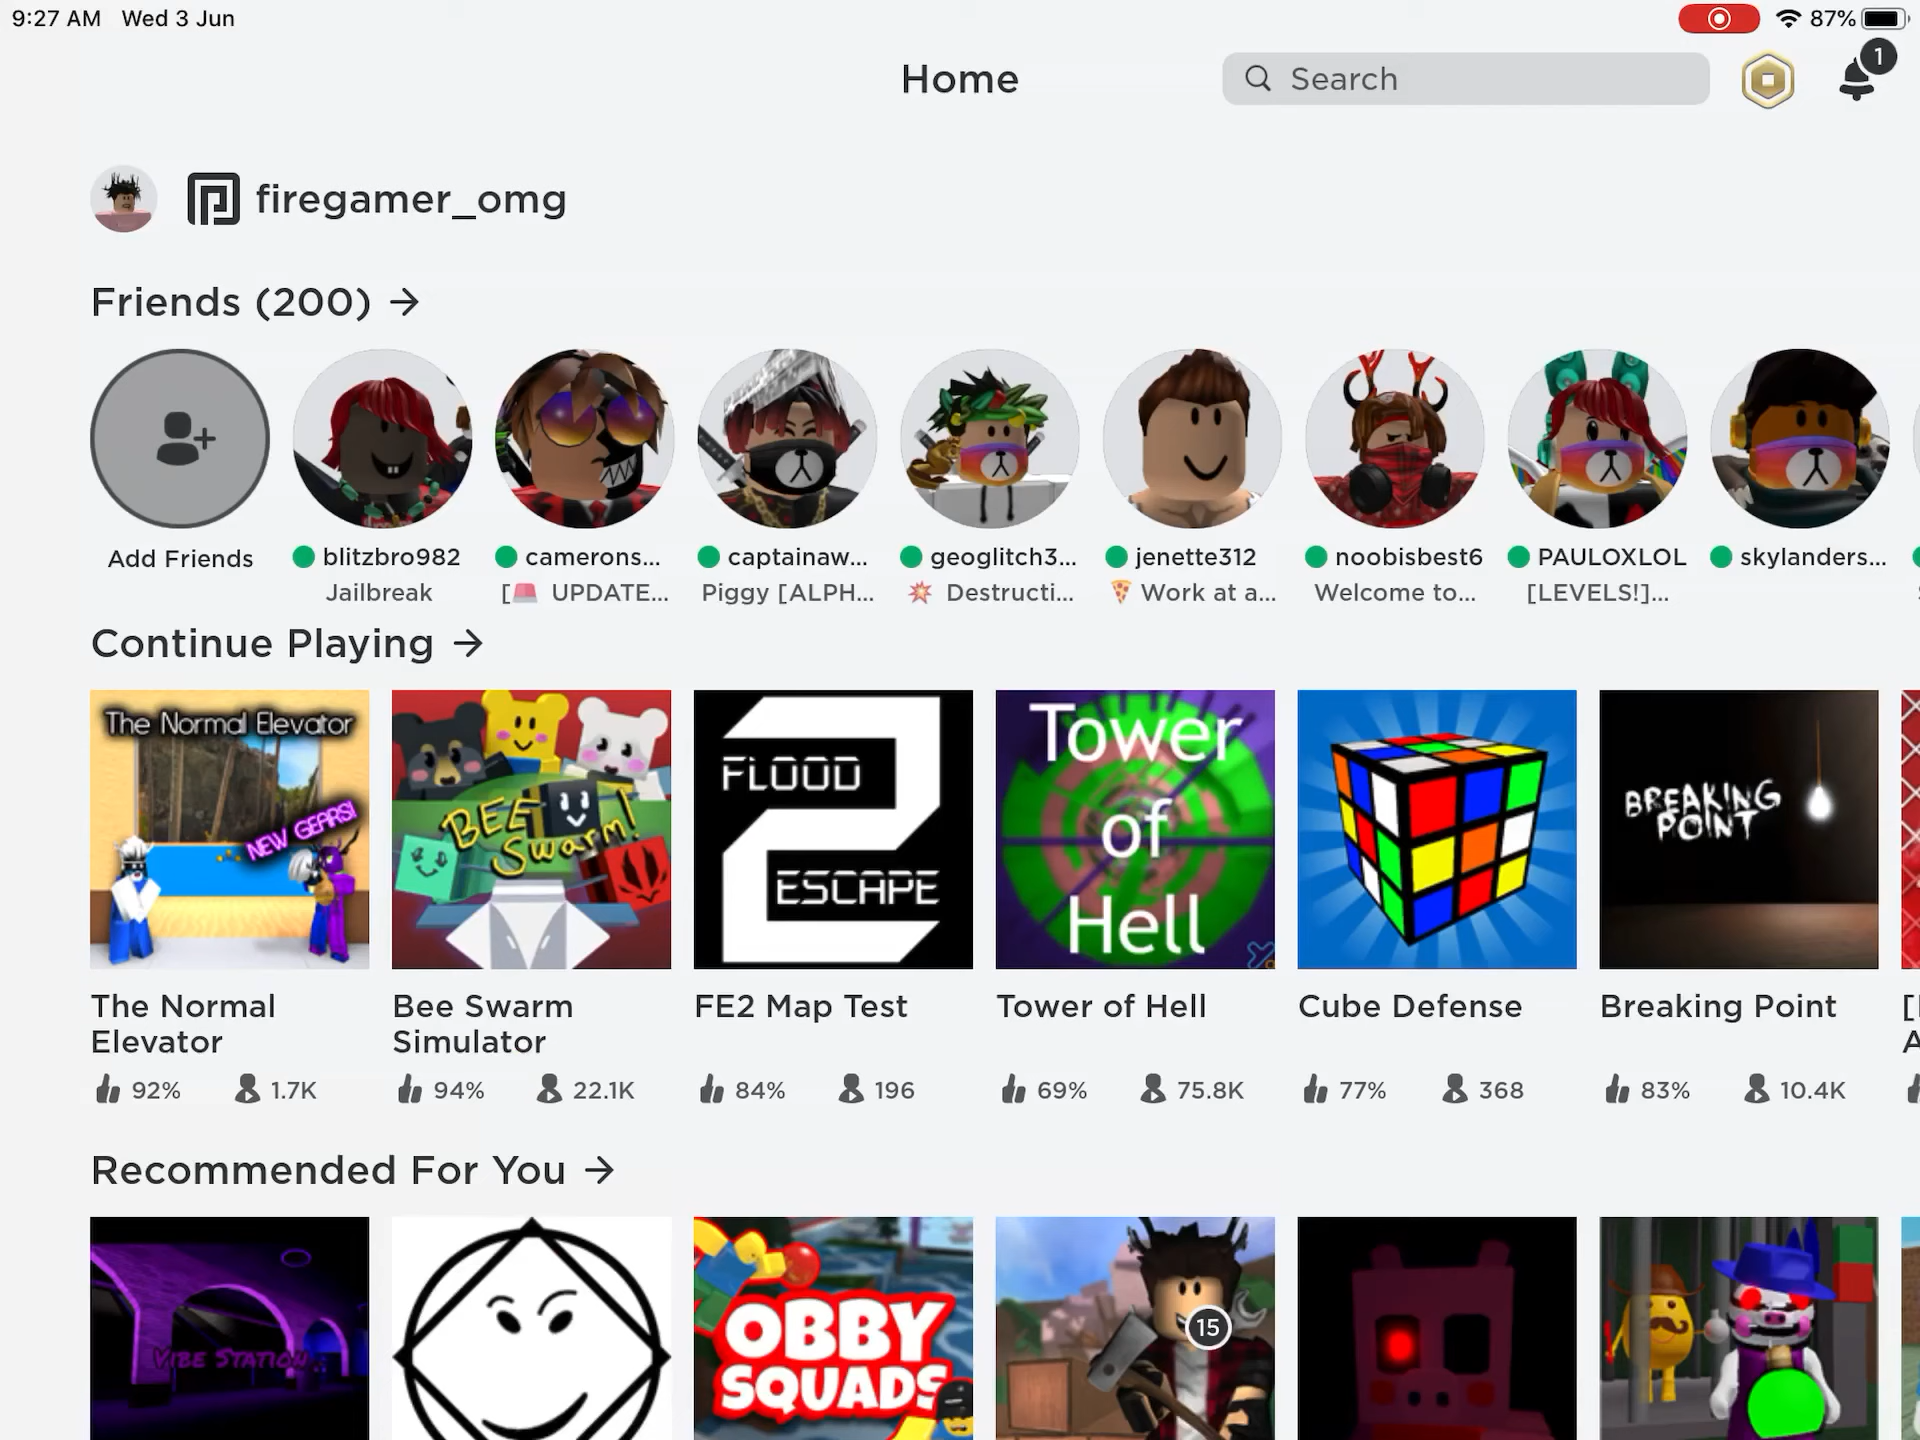 9:27 AM Wed 3 Jun 87%
Home
Search
1
firegamer_omg
Friends (200) →
Add Friends
blitzbro982
Jailbreak
camerons...
[🚨 UPDATE...
captainaw...
Piggy [ALPH...
geoglitch3...
💥 Destructi...
jenette312
🍕 Work at a...
noobisbest6
Welcome to...
PAULOXLOL
[LEVELS!]...
skylanders...
Continue Playing →
The Normal Elevator
NEW GEARS!
BEE
Swarm!
FLOOD
2
ESCAPE
Tower
of
Hell
BREAKING
POINT
The Normal
Elevator
92% 1.7K
Bee Swarm
Simulator
94% 22.1K
FE2 Map Test
84% 196
Tower of Hell
69% 75.8K
Cube Defense
77% 368
Breaking Point
83% 10.4K
Recommended For You →
VIBE STATION
OBBY
SQUADS
15